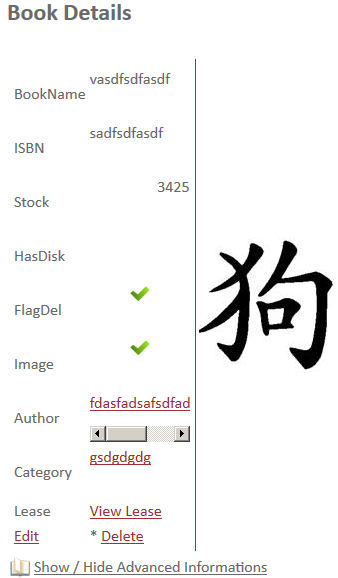 Book Details
vasdfsdfasdf
BookName
sadfsdfasdf
ISBN
3425
Stock
HasDisk
FlagDel
Image
fdasfadsafsdfad
Author
gsdgdgdg
Category
Lease View Lease
Edit * Delete
Show / Hide Advanced Informations
狗